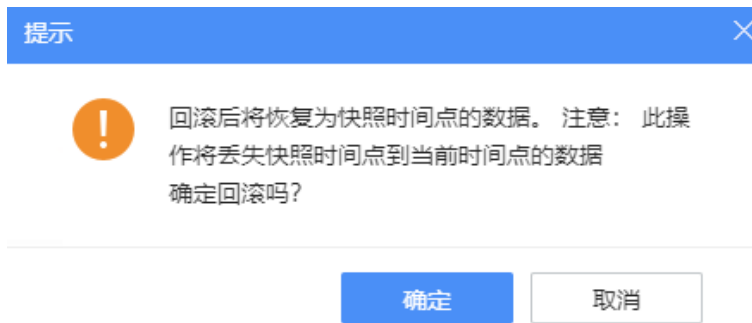 提示
回滚后将恢复为快照时间点的数据。 注意： 此操
作将丢失快照时间点到当前时间点的数据
确定回滚吗？
确定
取消